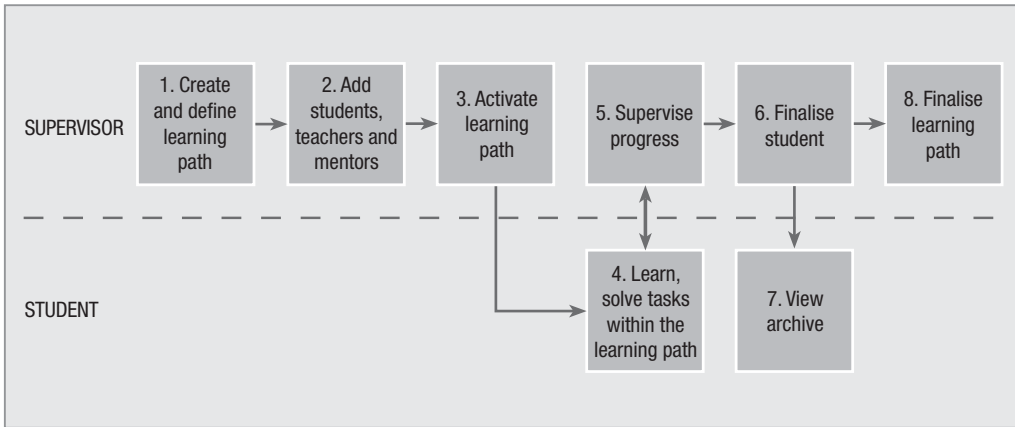 SUPERVISOR
1. Create
and define
learning
path
2. Add
students,
teachers and
mentors
3. Activate
learning
path
5. Supervise
progress
6. Finalise
student
8. Finalise
learning
path
STUDENT
4. Learn,
solve tasks
within the
learning path
7. View
archive